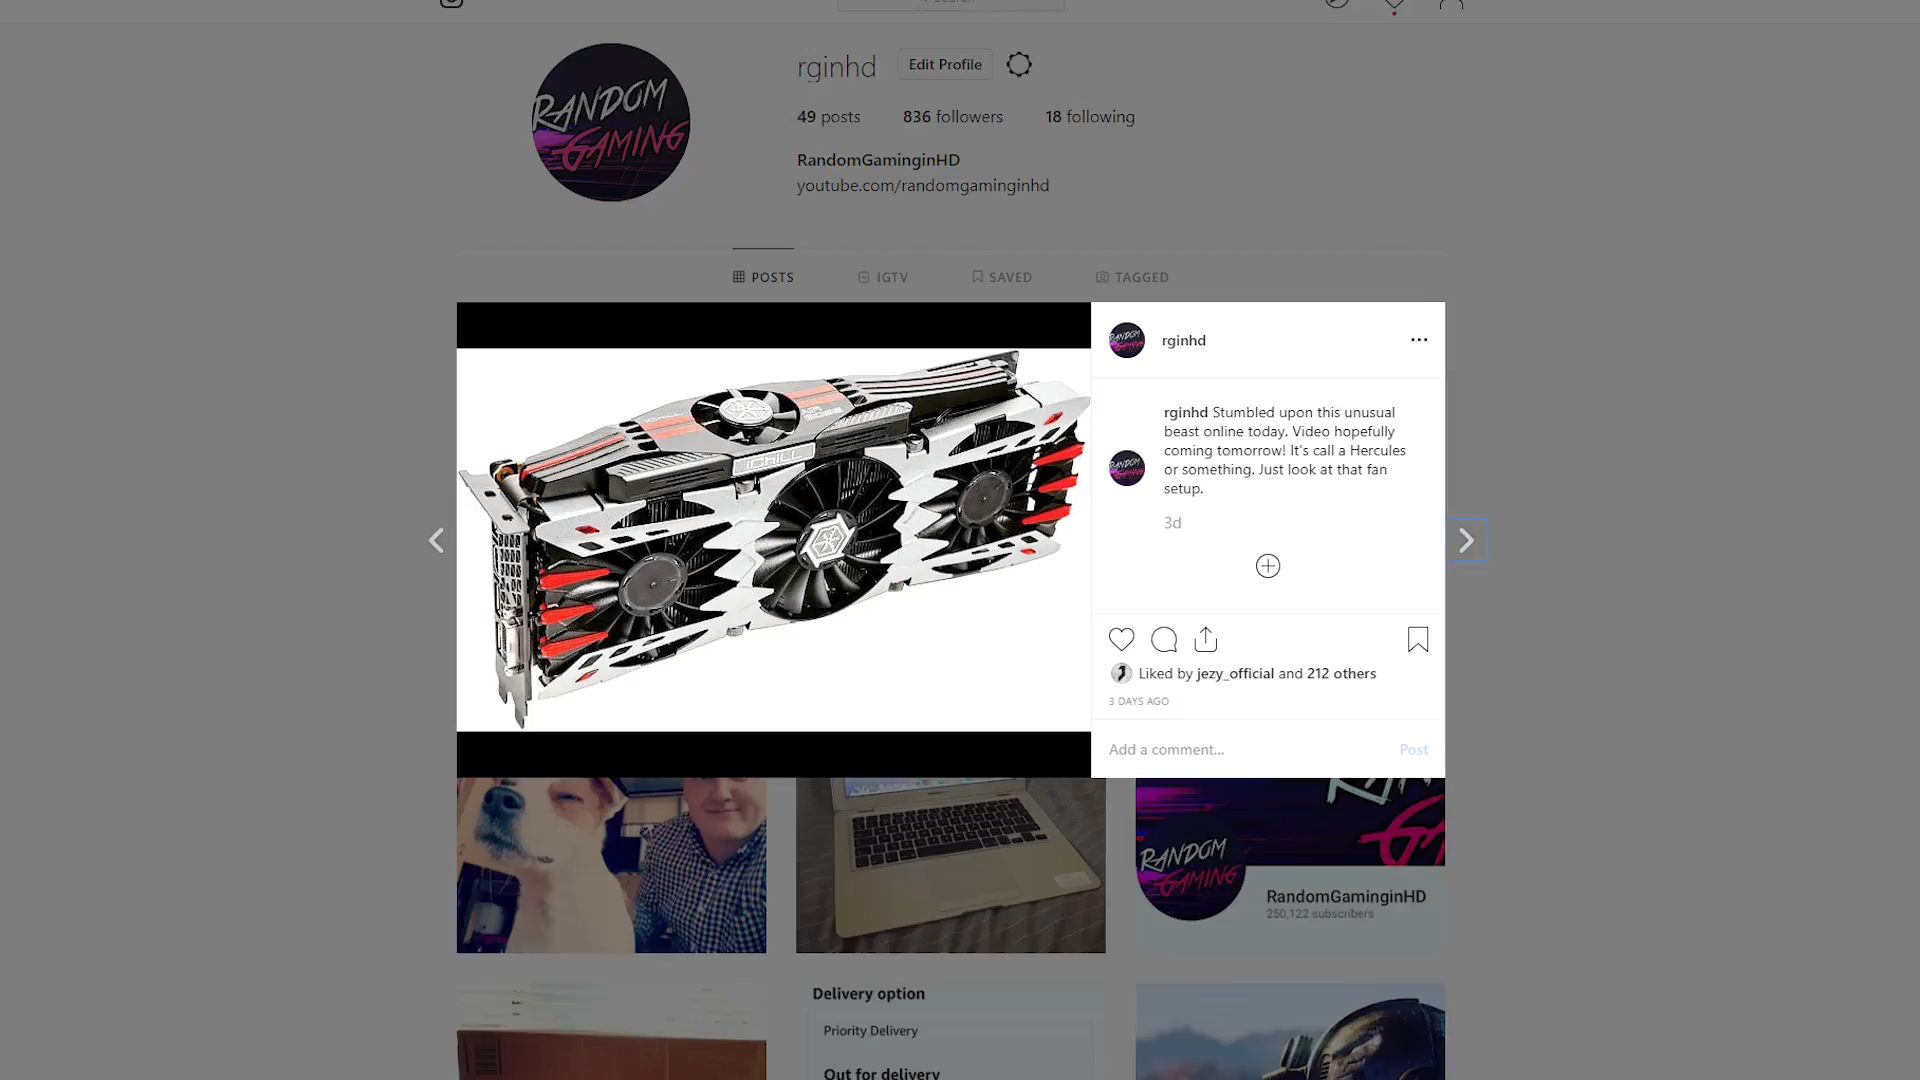 rginhd Edit Profile
49 posts 836 followers 18 following
RandomGaminginHD
youtube.com/randomgaminginhd
RANDOM
GAMING
POSTS IGTV SAVED TAGGED
ICHILL
rginhd
rginhd Stumbled upon this unusual
beast online today. Video hopefully
coming tomorrow! It's call a Hercules
or something. Just look at that fan
setup.
3d
Liked by jezy_official and 212 others
3 DAYS AGO
Add a comment... Post
RANDOM
GAMING
RandomGaminginHD
250,122 subscribers
Delivery option
Priority Delivery
Out for delivery